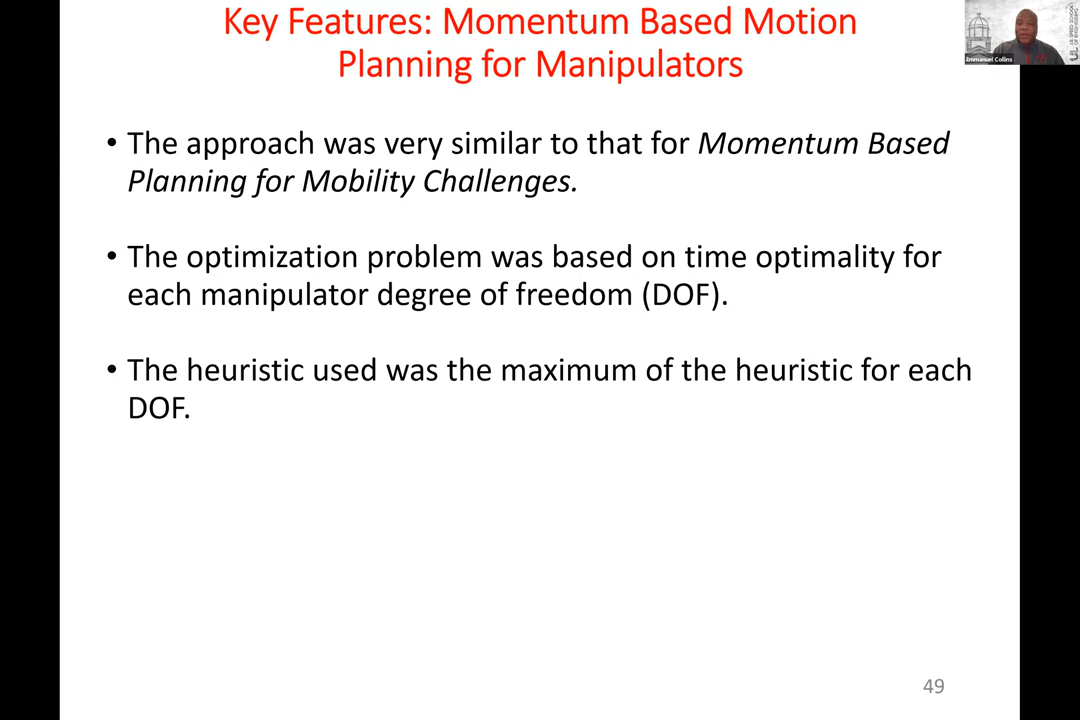 Key Features: Momentum Based Motion
Planning for Manipulators
• The approach was very similar to that for Momentum Based
Planning for Mobility Challenges.
• The optimization problem was based on time optimality for
each manipulator degree of freedom (DOF).
• The heuristic used was the maximum of the heuristic for each
DOF.
49
Emmanuel Collins